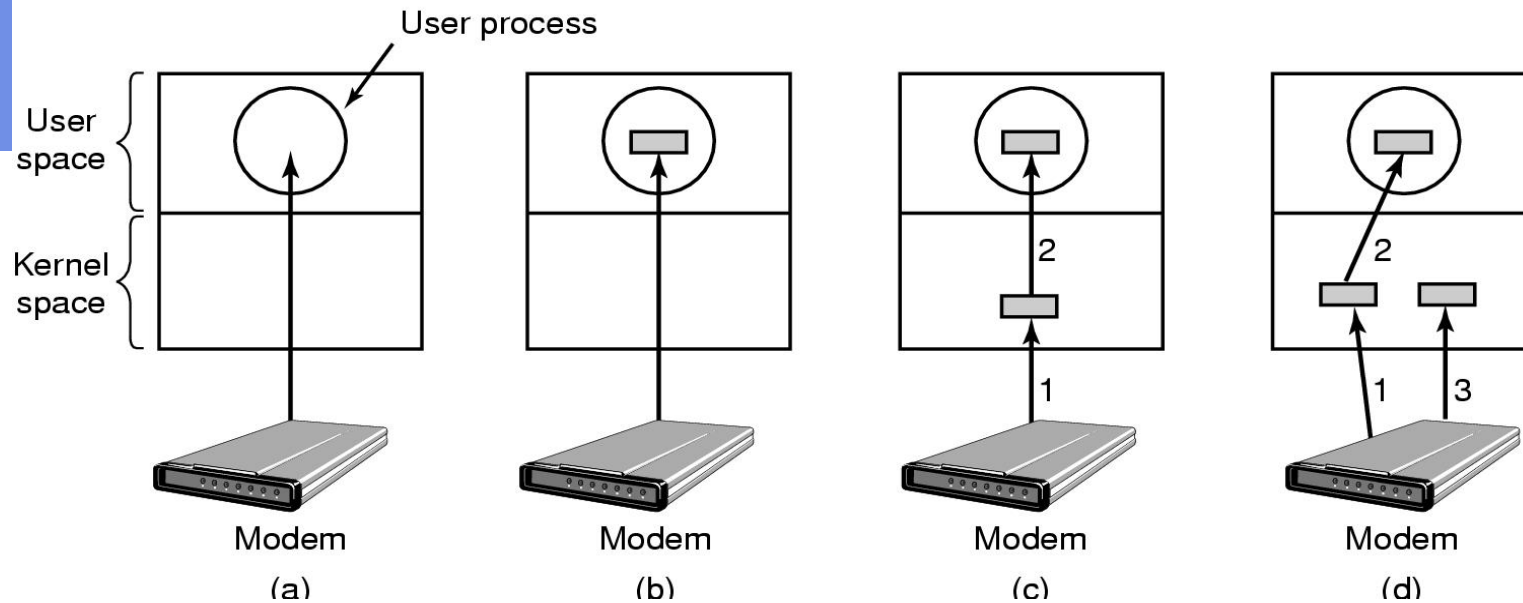 User process
User
space
Kernel
space
2
2
1
1
3
Modem
Modem
Modem
Modem
(a)
(b)
(c)
(d)